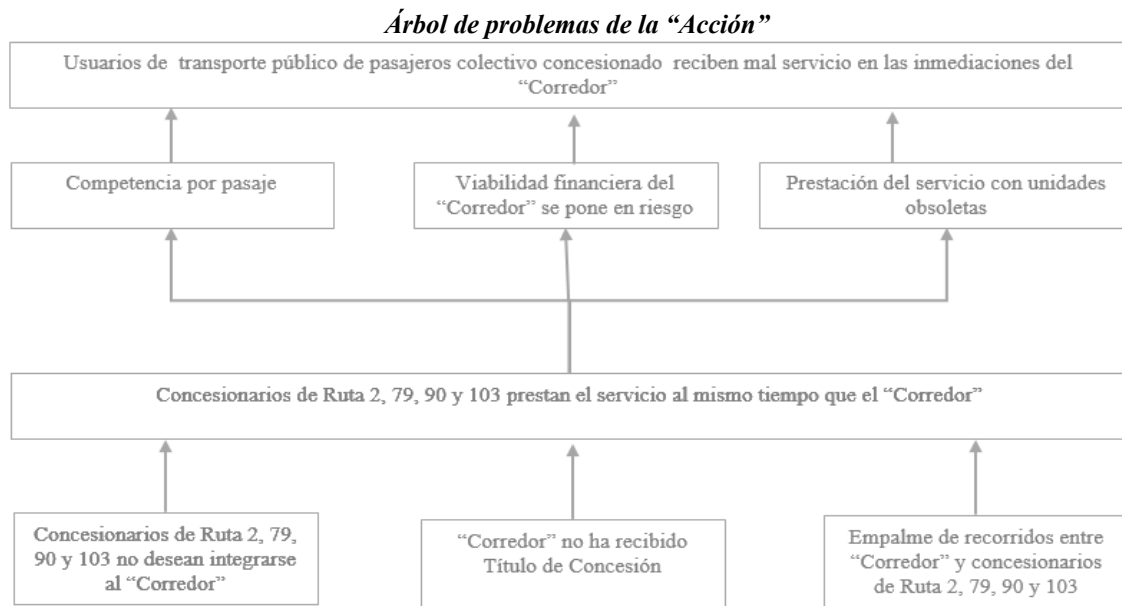 Árbol de problemas de la “Acción”
Usuarios de transporte público de pasajeros colectivo concesionado reciben mal servicio en las inmediaciones del
“Corredor”
Competencia por pasaje
Viabilidad financiera del
“Corredor” se pone en riesgo
Prestación del servicio con unidades
obsoletas
Concesionarios de Ruta 2, 79, 90 y 103 prestan el servicio al mismo tiempo que el “Corredor”
Concesionarios de Ruta 2, 79,
90 y 103 no desean integrarse
al “Corredor”
“Corredor” no ha recibido
Título de Concesión
Empalme de recorridos entre
“Corredor” y concesionarios
de Ruta 2, 79, 90 y 103